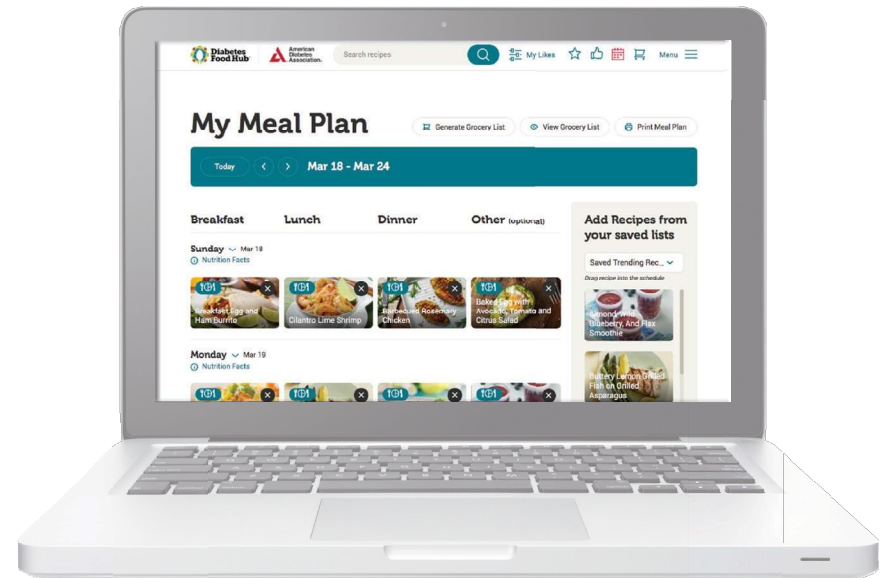 Diabetes
Food Hub
American
Diabetes
Association.
Search recipes
My Likes
Menu
My Meal Plan
Generate Grocery List
View Grocery List
Print Meal Plan
Today
Mar 18 - Mar 24
Breakfast
Lunch
Dinner
Other (optional)
Add Recipes from
your saved lists
Saved Trending Rec...
Drag recipe into the schedule
Sunday
Mar 18
Nutrition Facts
Breakfast Egg and
Ham Burrito
Cilantro Lime Shrimp
Barbequed Rosemary
Chicken
Baked Egg with
Avocado, Tomato and
Citrus Salad
Almond, Wild
Blueberry, And Flax
Smoothie
Monday
Mar 19
Nutrition Facts
Buttery Lemon Grilled
Fish on Grilled
Asparagus